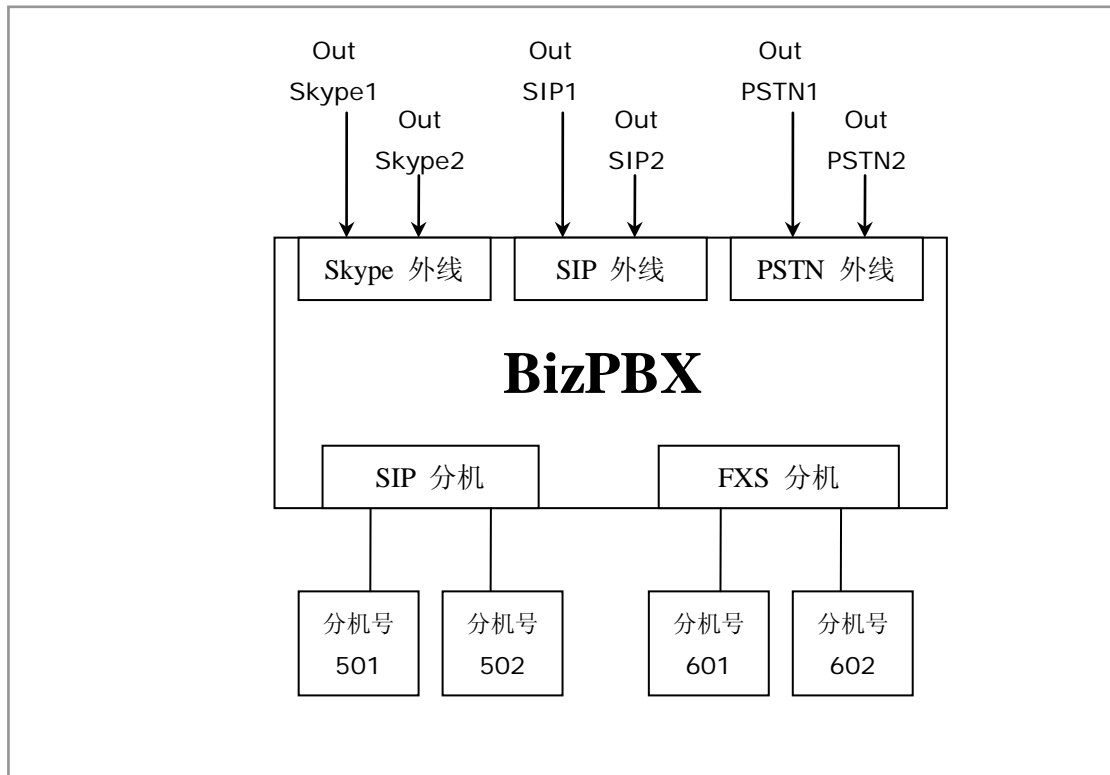 Out
Skype1
Out
Skype2
Out
SIP1
Out
SIP2
Out
PSTN1
Out
PSTN2
Skype 外线
SIP 外线
PSTN 外线
BizPBX
SIP 分机
FXS 分机
分机号
501
分机号
502
分机号
601
分机号
602